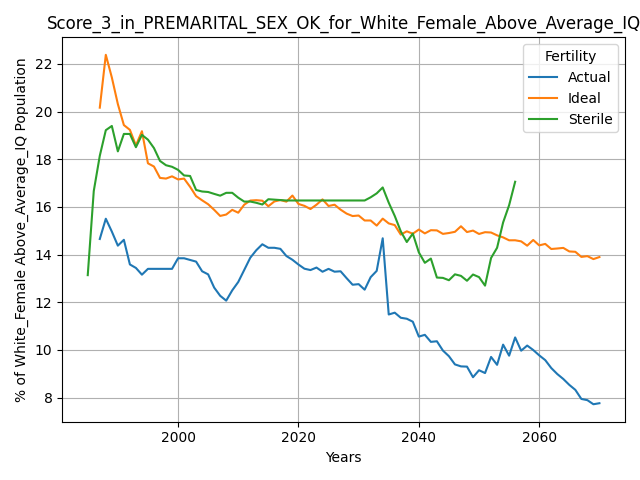 Score_3_in_PREMARITAL_SEX_OK_for_White_Female_Above_Average_IQ
% of White_Female Above_Average_IQ Population
22
20
18
16
14
12
10
8
Fertility
Actual
Ideal
Sterile
2000 2020 2040 2060
Years